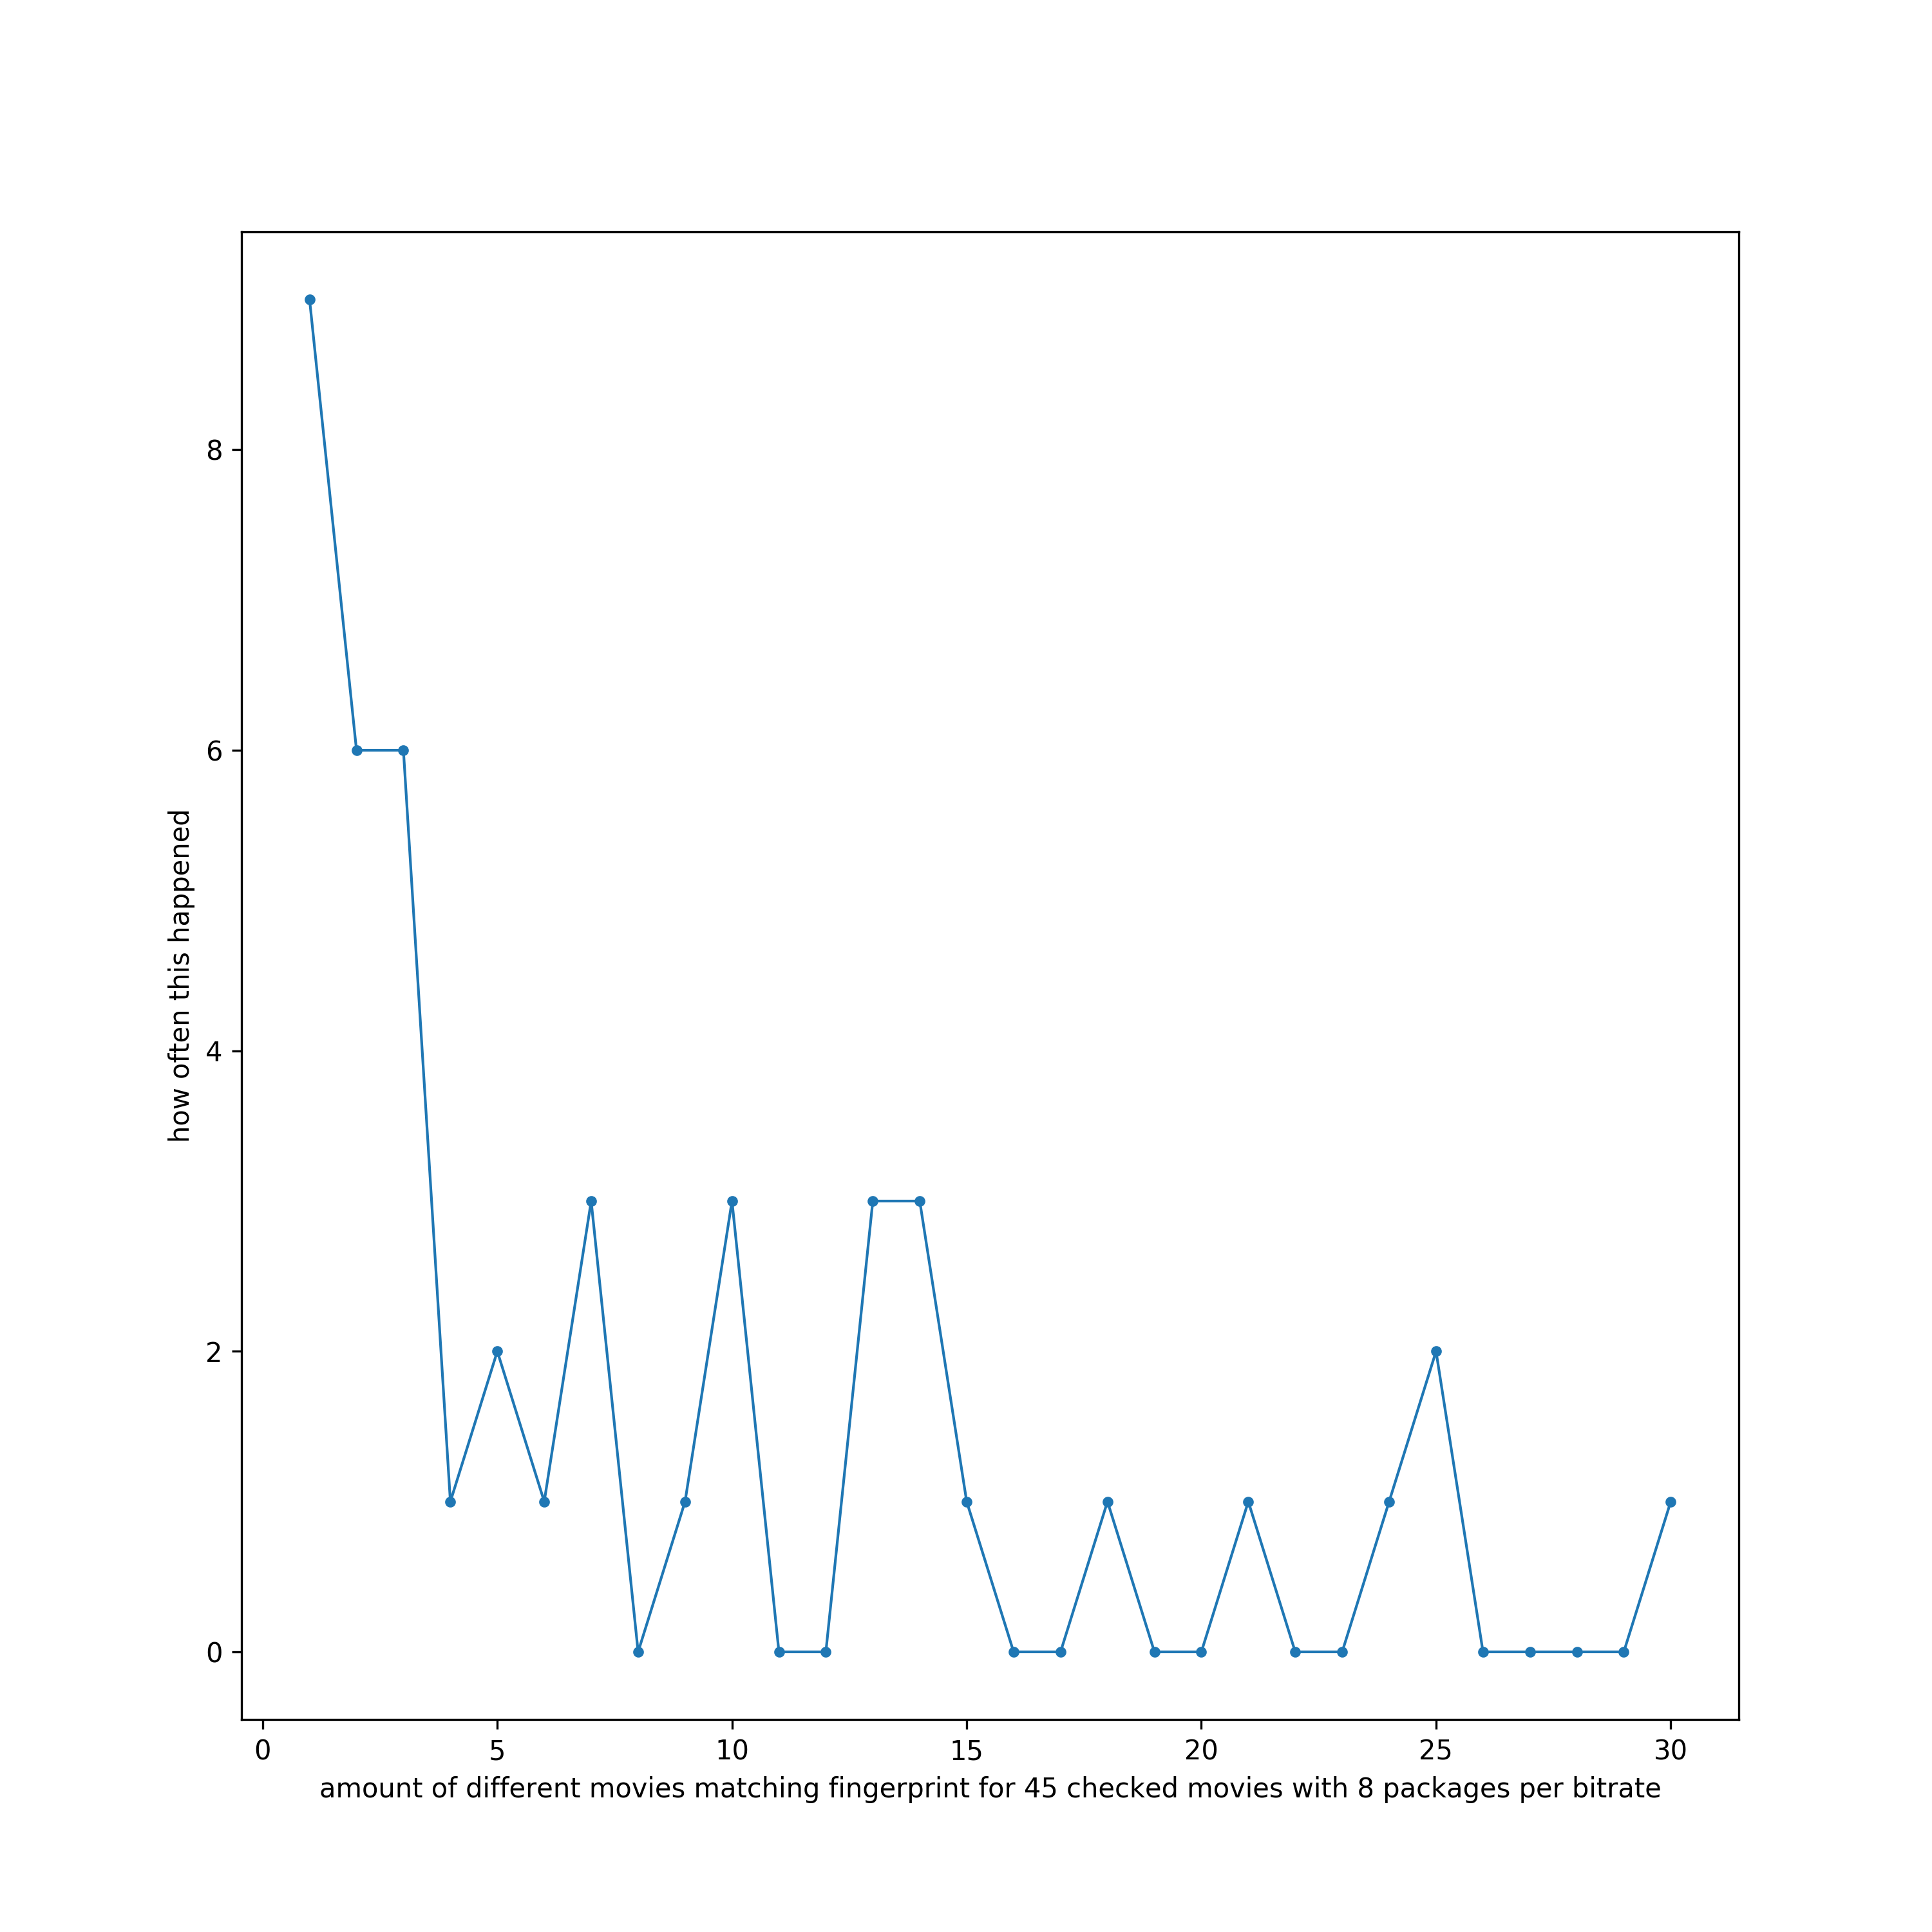 8
6
4
2
0
how often this happened
0 5 10 15 20 25 30
amount of different movies matching fingerprint for 45 checked movies with 8 packages per bitrate